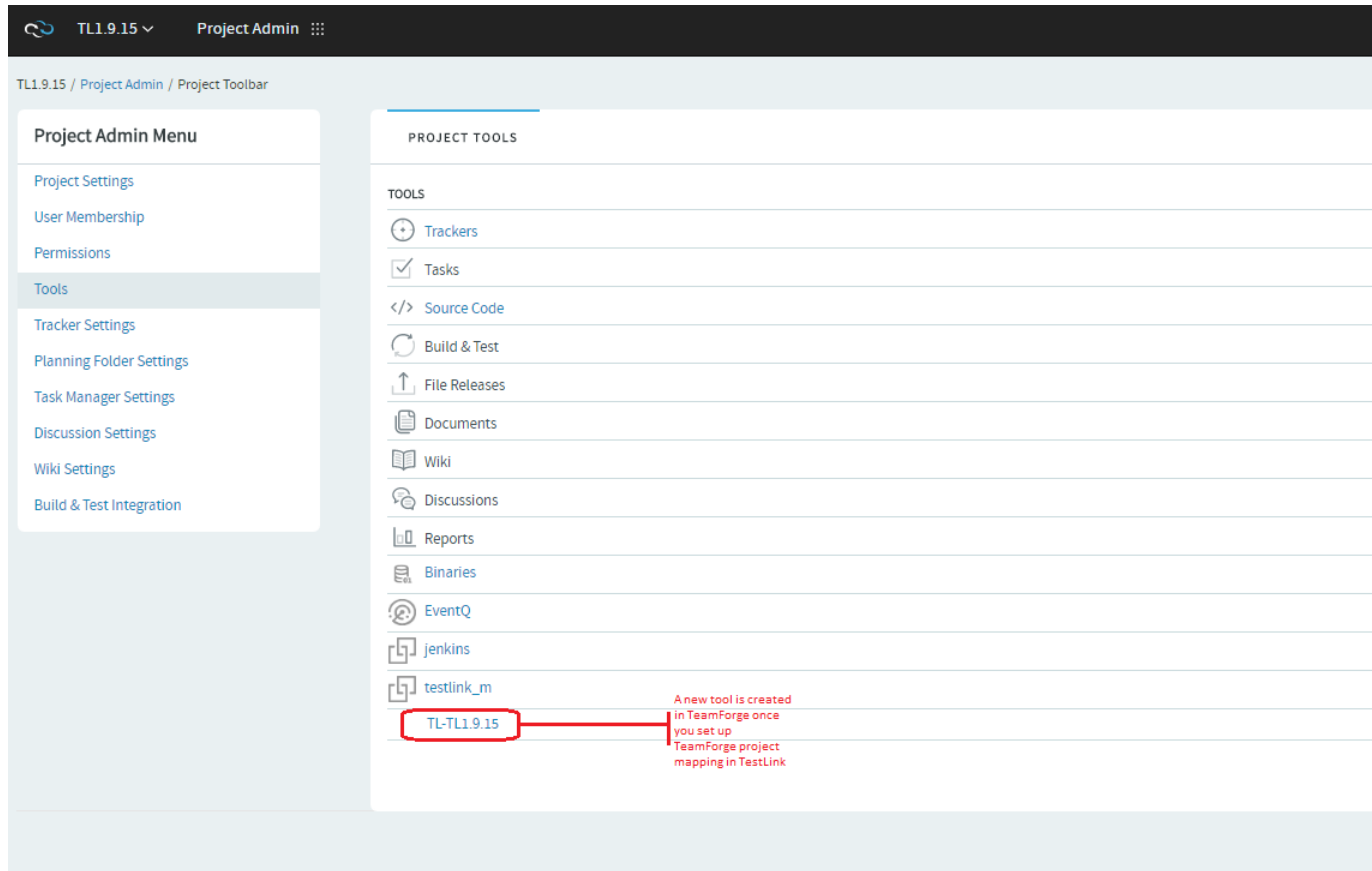 TL1.9.15 Project Admin
TL1.9.15 / Project Admin / Project Toolbar
Project Admin Menu
Project Settings
User Membership
Permissions
Tools
Tracker Settings
Planning Folder Settings
Task Manager Settings
Discussion Settings
Wiki Settings
Build & Test Integration
PROJECT TOOLS
TOOLS
Trackers
Tasks
Source Code
Build & Test
File Releases
Documents
Wiki
Discussions
Reports
Binaries
EventQ
jenkins
testlink_m
TL-TL1.9.15
A new tool is created
in TeamForge once
you set up
TeamForge project
mapping in TestLink